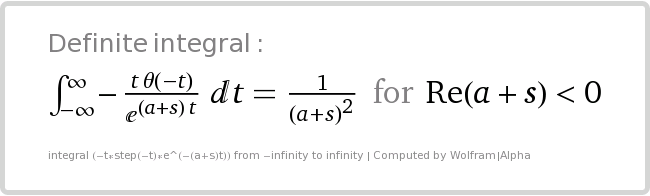 Definite integral :
∫_{−∞}^{∞} − (t θ(−t))/(e^{(a+s) t}) dt = 1/(a+s)^2 for Re(a + s) < 0
integral (−t∗step(−t)∗e^(−(a+s)t)) from −infinity to infinity | Computed by Wolfram|Alpha